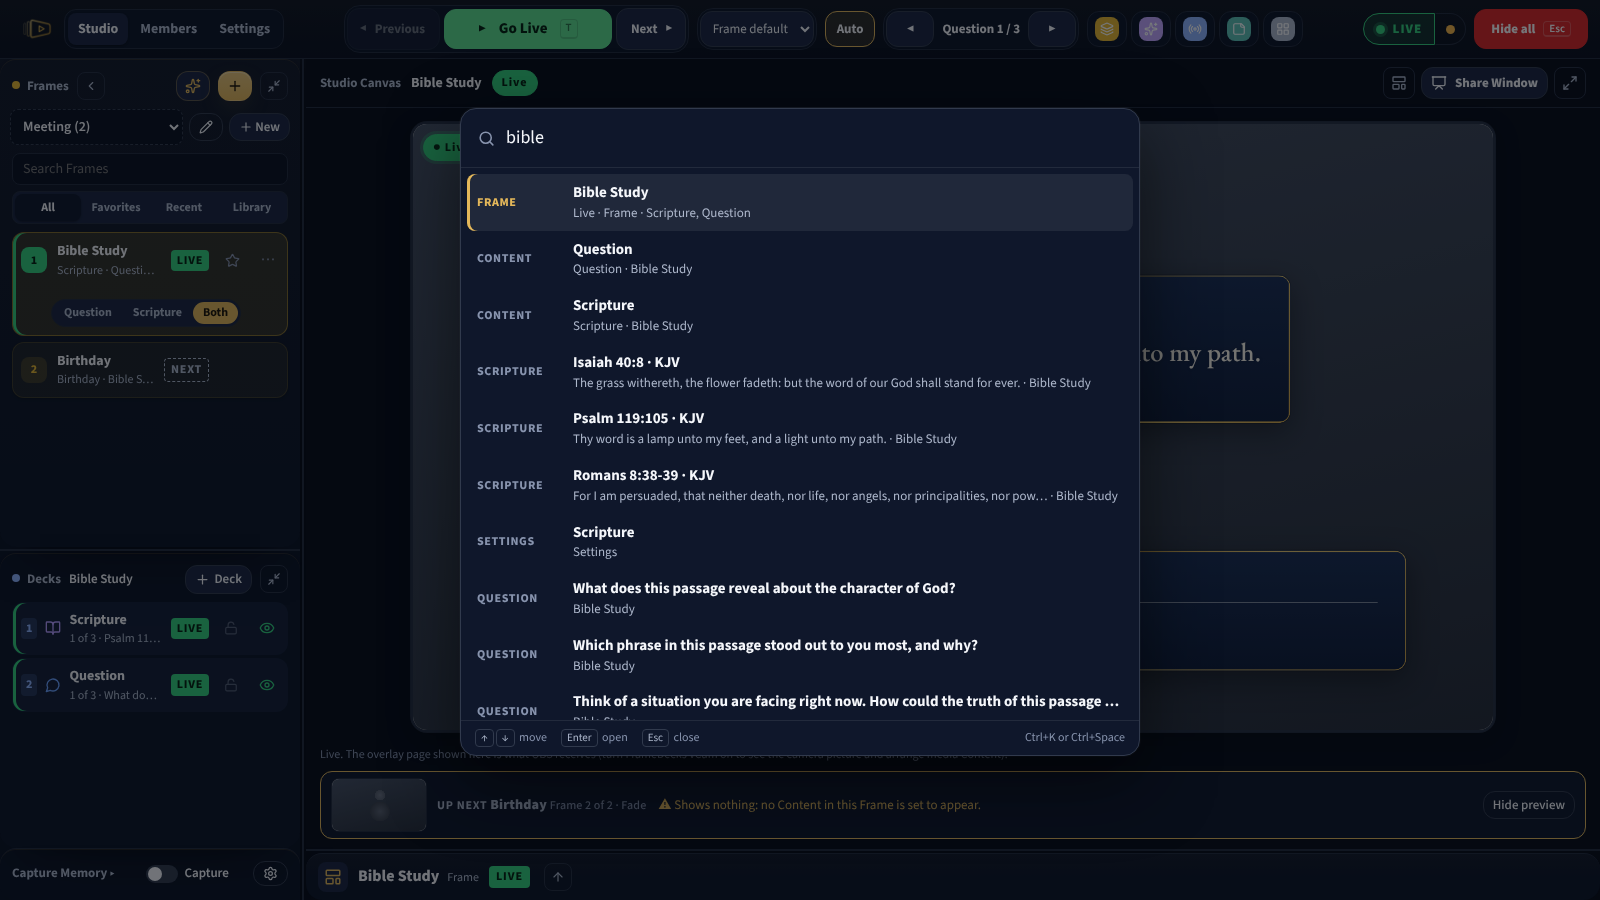 Studio Members Settings
Previous Go Live T Next Frame default Auto Question 1 / 3 LIVE Hide all Esc
Frames
Studio Canvas Bible Study Live
Share Window
Meeting (2) New
Search Frames
All Favorites Recent Library
1 Bible Study LIVE
Scripture · Questi…
Question Scripture Both
2 Birthday NEXT
Birthday · Bible S…
Decks Bible Study Deck
1 Scripture LIVE
1 of 3 · Psalm 11…
2 Question LIVE
1 of 3 · What do…
Capture Memory Capture
bible
FRAME Bible Study
Live · Frame · Scripture, Question
CONTENT Question
Question · Bible Study
CONTENT Scripture
Scripture · Bible Study
SCRIPTURE Isaiah 40:8 · KJV
The grass withereth, the flower fadeth: but the word of our God shall stand for ever. · Bible Study
SCRIPTURE Psalm 119:105 · KJV
Thy word is a lamp unto my feet, and a light unto my path. · Bible Study
SCRIPTURE Romans 8:38-39 · KJV
For I am persuaded, that neither death, nor life, nor angels, nor principalities, nor pow… · Bible Study
SETTINGS Scripture
Settings
QUESTION What does this passage reveal about the character of God?
Bible Study
QUESTION Which phrase in this passage stood out to you most, and why?
Bible Study
QUESTION Think of a situation you are facing right now. How could the truth of this passage …
↑ ↓ move Enter open Esc close Ctrl+K or Ctrl+Space
to my path.
Live. The overlay page shown
UP NEXT Birthday Frame 2 of 2 · Fade ⚠ Shows nothing: no Content in this Frame is set to appear. Hide preview
Bible Study Frame LIVE